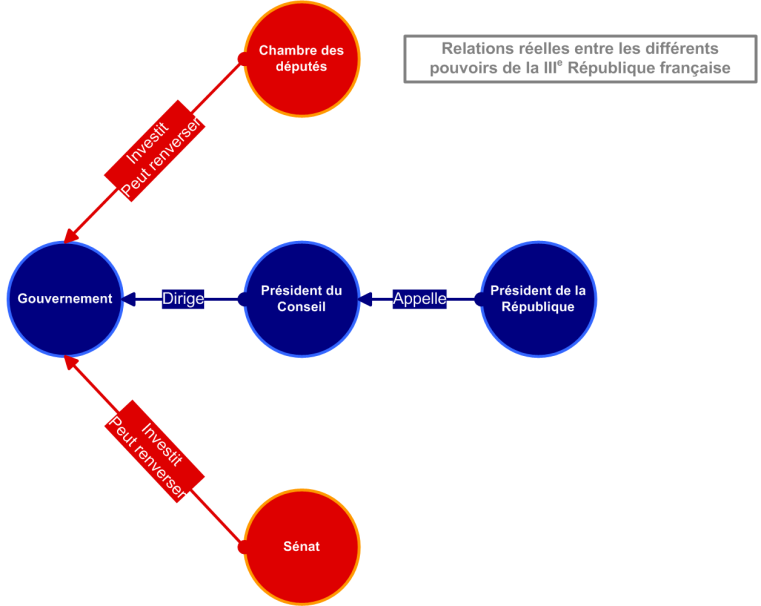 Chambre des
députés
Relations réelles entre les différents
pouvoirs de la IIIe République française
Investit
Peut renverser
Gouvernement
Dirige
Président du
Conseil
Appelle
Président de la
République
Investit
Peut renverser
Sénat